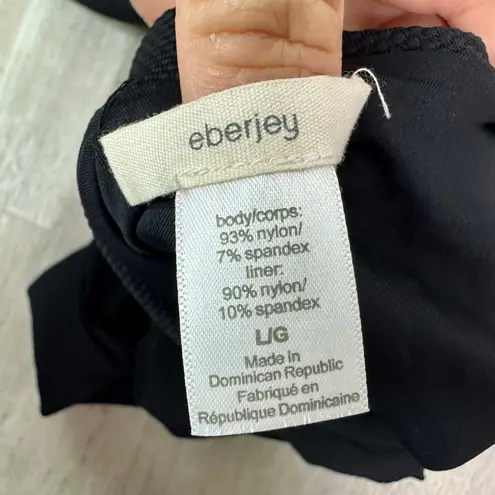 eberjey
body/corps:
93% nylon/
7% spandex
liner:
90% nylon/
10% spandex
L/G
Made in
Dominican Republic
Fabriqué en
République Dominicaine